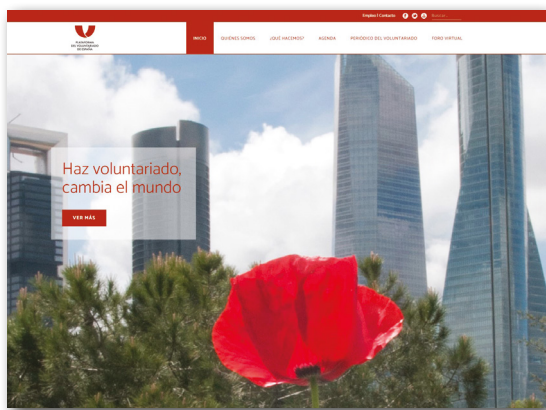 Empleo | Contacto
Buscar...
PLATAFORMA
DEL VOLUNTARIADO
DE ESPAÑA
INICIO
QUIÉNES SOMOS
¿QUÉ HACEMOS?
AGENDA
PERIÓDICO DEL VOLUNTARIADO
FORO VIRTUAL
Haz voluntariado,
cambia el mundo
VER MÁS